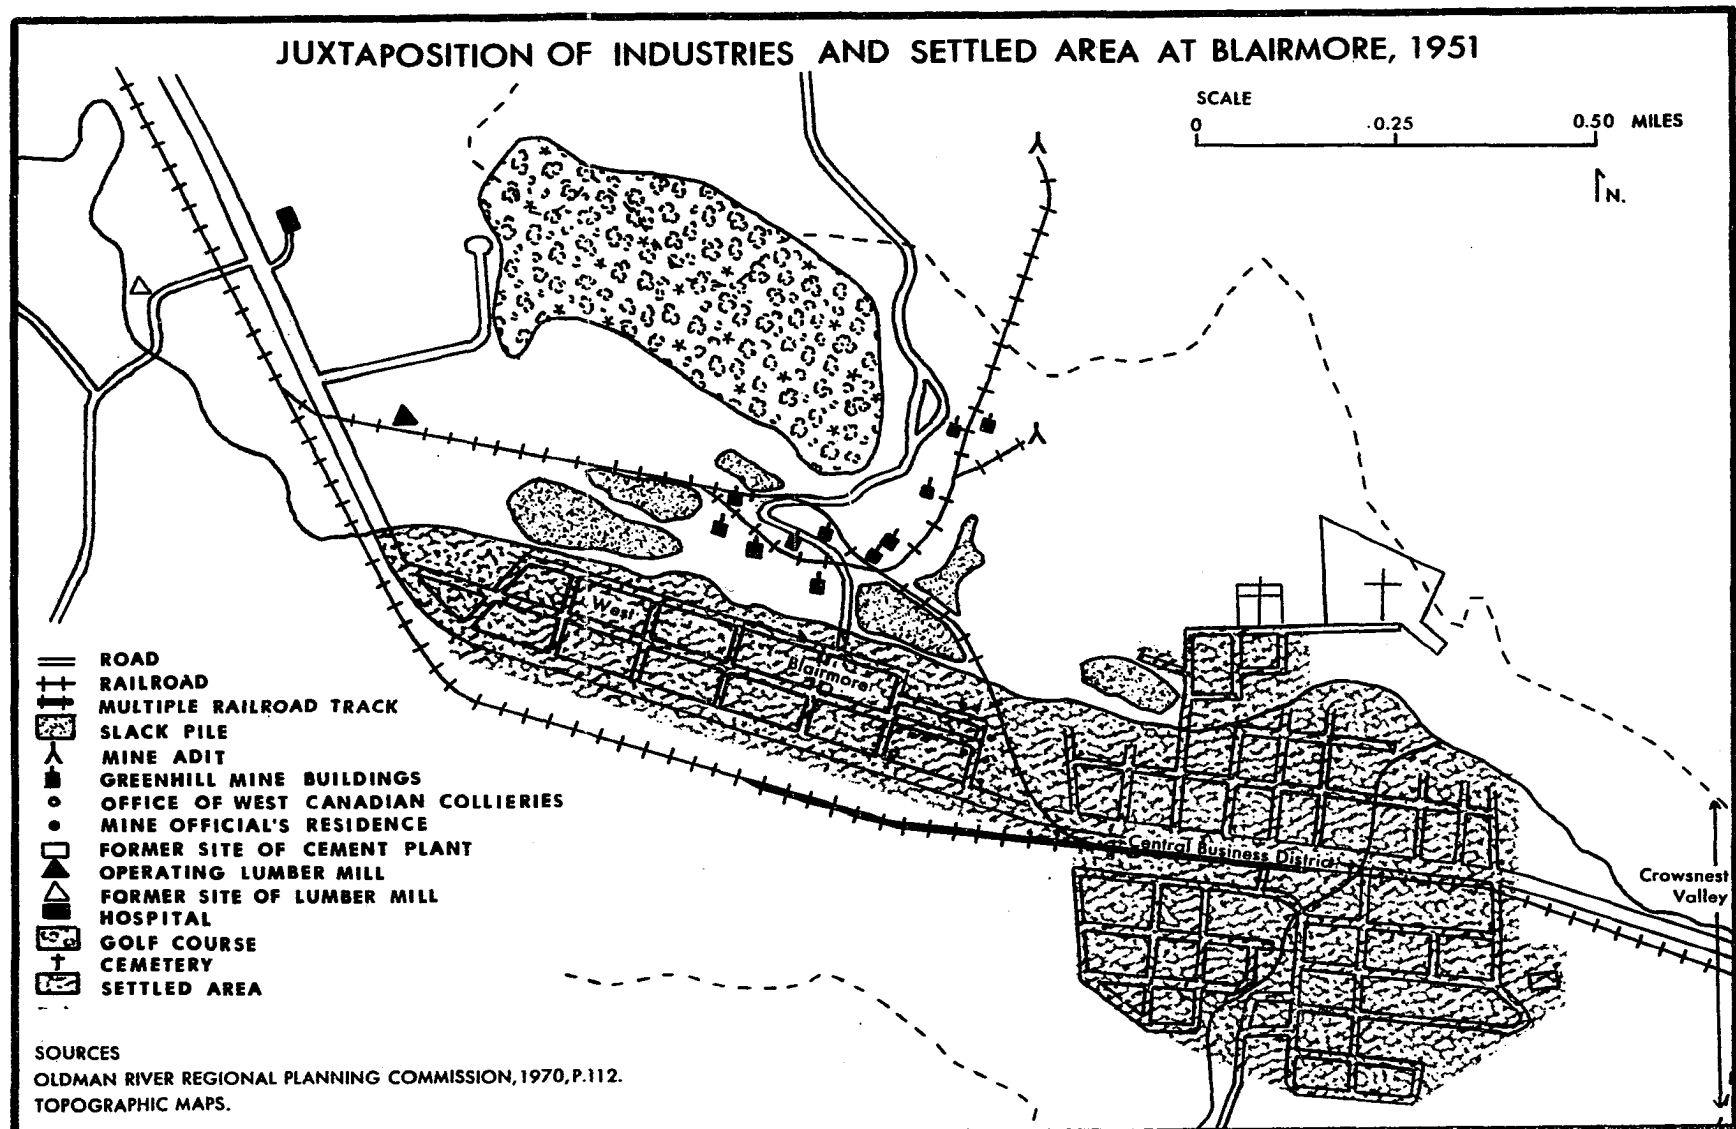 JUXTAPOSITION OF INDUSTRIES AND SETTLED AREA AT BLAIRMORE, 1951
SCALE
0 .0.25 0.50 MILES
N.
West
Blairmore
Central Business District
Crowsnest
Valley
ROAD
RAILROAD
MULTIPLE RAILROAD TRACK
SLACK PILE
MINE ADIT
GREENHILL MINE BUILDINGS
OFFICE OF WEST CANADIAN COLLIERIES
MINE OFFICIAL'S RESIDENCE
FORMER SITE OF CEMENT PLANT
OPERATING LUMBER MILL
FORMER SITE OF LUMBER MILL
HOSPITAL
GOLF COURSE
CEMETERY
SETTLED AREA
SOURCES
OLDMAN RIVER REGIONAL PLANNING COMMISSION, 1970, P.112.
TOPOGRAPHIC MAPS.